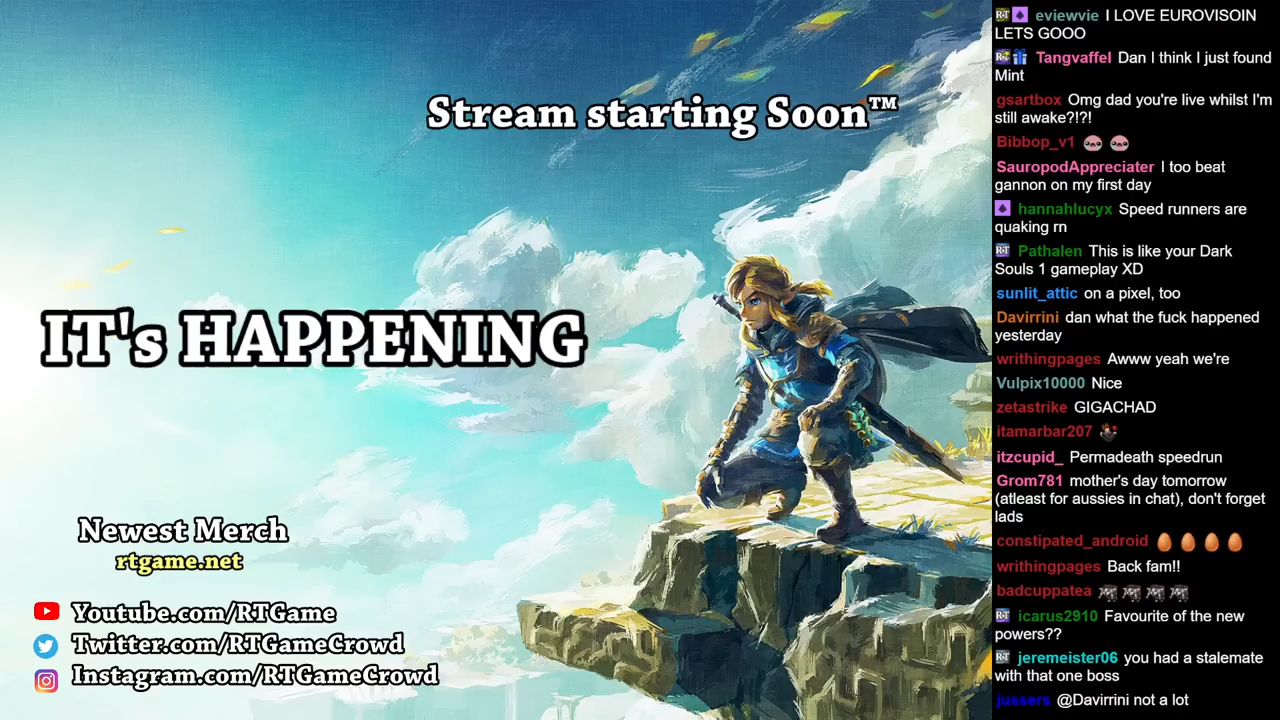 Stream starting Soon™
IT's HAPPENING
Newest Merch
rtgame.net
Youtube.com/RTGame
Twitter.com/RTGameCrowd
Instagram.com/RTGameCrowd
eviewvie I LOVE EUROVISOIN
LETS GOOO
Tangvaffel Dan I think I just found
Mint
gsartbox Omg dad you're live whilst I'm
still awake?!?!
Bibbop_v1
SauropodAppreciater I too beat
gannon on my first day
hannahlucyx Speed runners are
quaking rn
Pathalen This is like your Dark
Souls 1 gameplay XD
sunlit_attic on a pixel, too
Davirrini dan what the fuck happened
yesterday
writhingpages Awww yeah we're
Vulpix10000 Nice
zetastrike GIGACHAD
itamarbar207
itzcupid_ Permadeath speedrun
Grom781 mother's day tomorrow
(atleast for aussies in chat), don't forget
lads
constipated_android
writhingpages Back fam!!
badcuppatea
icarus2910 Favourite of the new
powers??
jeremeister06 you had a stalemate
with that one boss
jussers @Davirrini not a lot